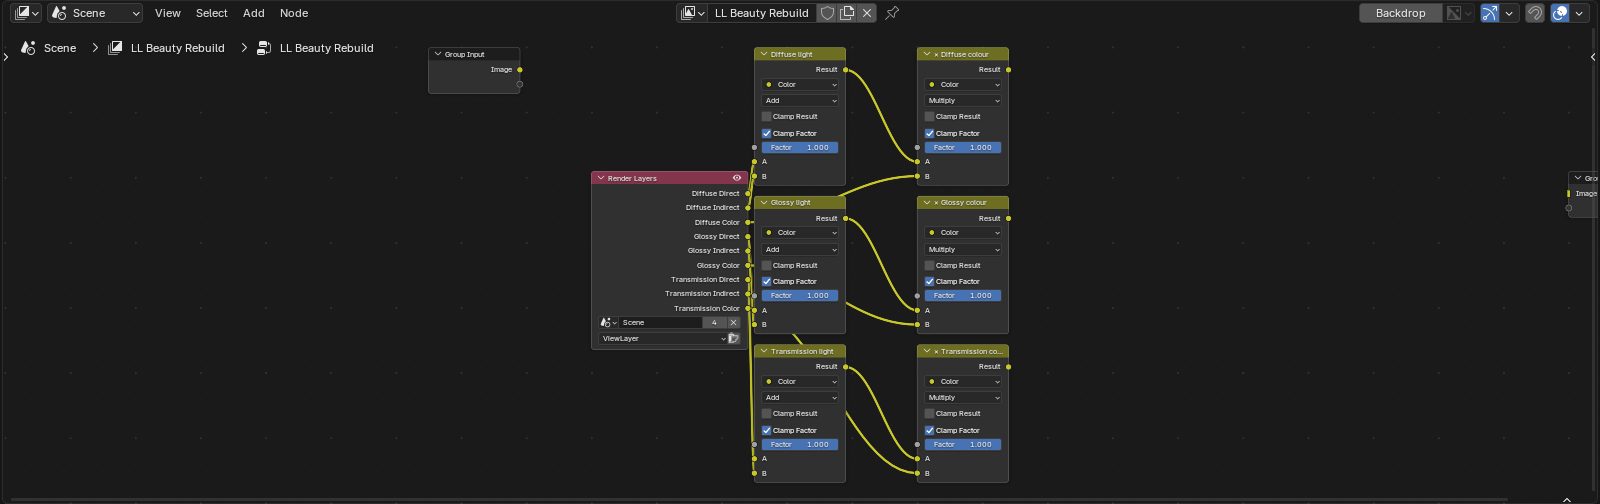 Scene View Select Add Node LL Beauty Rebuild Backdrop
Scene > LL Beauty Rebuild > LL Beauty Rebuild
Group Input
Image
Diffuse light
Result
Color
Add
Clamp Result
Clamp Factor
Factor 1.000
A
B
× Diffuse colour
Result
Color
Multiply
Clamp Result
Clamp Factor
Factor 1.000
A
B
Render Layers
Diffuse Direct
Diffuse Indirect
Diffuse Color
Glossy Direct
Glossy Indirect
Glossy Color
Transmission Direct
Transmission Indirect
Transmission Color
Scene 4
ViewLayer
Glossy light
Result
Color
Add
Clamp Result
Clamp Factor
Factor 1.000
A
B
× Glossy colour
Result
Color
Multiply
Clamp Result
Clamp Factor
Factor 1.000
A
B
Transmission light
Result
Color
Add
Clamp Result
Clamp Factor
Factor 1.000
A
B
× Transmission co...
Result
Color
Multiply
Clamp Result
Clamp Factor
Factor 1.000
A
B
Grou
Image